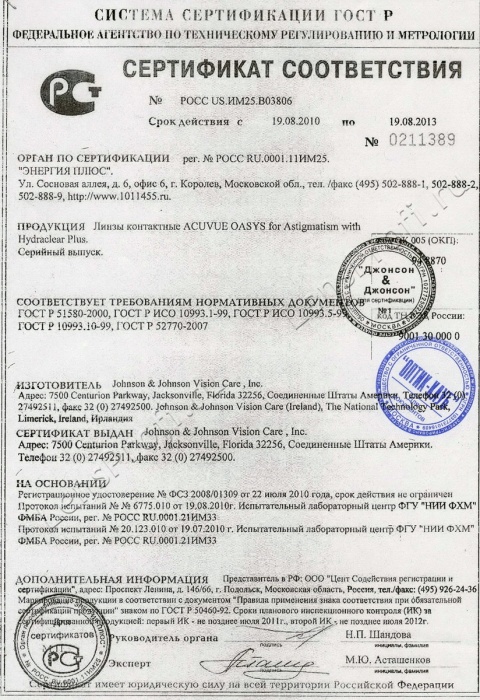 СИСТЕМА СЕРТИФИКАЦИИ ГОСТ Р
ФЕДЕРАЛЬНОЕ АГЕНТСТВО ПО ТЕХНИЧЕСКОМУ РЕГУЛИРОВАНИЮ И МЕТРОЛОГИИ
СЕРТИФИКАТ СООТВЕТСТВИЯ
№ РОСС US.ИМ25.В03806
Срок действия с 19.08.2010 по 19.08.2013
№ 0211389
ОРГАН ПО СЕРТИФИКАЦИИ рег. № РОСС RU.0001.11ИМ25.
"ЭНЕРГИЯ ПЛЮС".
Ул. Сосновая аллея, д. 6, офис 6, г. Королев, Московской обл., тел. /факс (495) 502-888-1, 502-888-2,
502-888-9, http://www.1011455.ru.
ПРОДУКЦИЯ Линзы контактные ACUVUE OASYS for Astigmatism with
Hydraclear Plus.
Серийный выпуск.
005 (ОКП):
94 8870
"Джонсон
&
Джонсон"
(для сертификации)
№1
МОСКВА
СООТВЕТСТВУЕТ ТРЕБОВАНИЯМ НОРМАТИВНЫХ ДОКУМЕНТОВ
ГОСТ Р 51580-2000, ГОСТ Р ИСО 10993.1-99, ГОСТ Р ИСО 10993.5-99,
ГОСТ Р 10993.10-99, ГОСТ Р 52770-2007
код ТН ВЭД России:
9001 30 000 0
"ОПТИК-А
МОСКВА
ИЗГОТОВИТЕЛЬ Johnson & Johnson Vision Care , Inc.
Адрес: 7500 Centurion Parkway, Jacksonville, Florida 32256, Соединенные Штаты Америки. Телефон 32 (0)
27492511, факс 32 (0) 27492500. Johnson & Johnson Vision Care (Ireland), The National Technology Park,
Limerick, Ireland, Ирландия
СЕРТИФИКАТ ВЫДАН Johnson & Johnson Vision Care , Inc.
Адрес: 7500 Centurion Parkway, Jacksonville, Florida 32256, Соединенные Штаты Америки.
Телефон 32 (0) 27492511, факс 32 (0) 27492500.
НА ОСНОВАНИИ
Регистрационное удостоверение № ФСЗ 2008/01309 от 22 июля 2010 года, срок действия не ограничен
Протокол испытаний № 6775.010 от 19.08.2010г. Испытательный лабораторный центр ФГУ "НИИ ФХМ"
ФМБА России, рег. № РОСС RU.0001.21ИМ33
Протокол испытаний № 20.123.010 от 19.07.2010 г. Испытательный лабораторный центр ФГУ "НИИ ФХМ"
ФМБА России, рег. № РОСС RU.0001.21ИМ33
ДОПОЛНИТЕЛЬНАЯ ИНФОРМАЦИЯ Представитель в РФ: ООО "Цент Содействия регистрации и
сертификации", адрес: Проспект Ленина, д. 146/66, г. Подольск, Московская область, Россия, тел./факс: (495) 926-24-36
Маркирование продукции в соответствии с документом "Правила применения знака соответствия при обязательной
сертификации продукции" знаком по ГОСТ Р 50460-92. Сроки планового инспекционного контроля (ИК) за
сертифицированной продукцией: первый ИК - не позднее июля 2011г., второй ИК - не позднее июля 2012г.
Для
сертификатов
Руководитель органа
Н.П. Шандова
подпись
инициалы, фамилия
Эксперт
М.Ю. Асташенков
подпись
инициалы, фамилия
Сертификат имеет юридическую силу на всей территории Российской Федерации